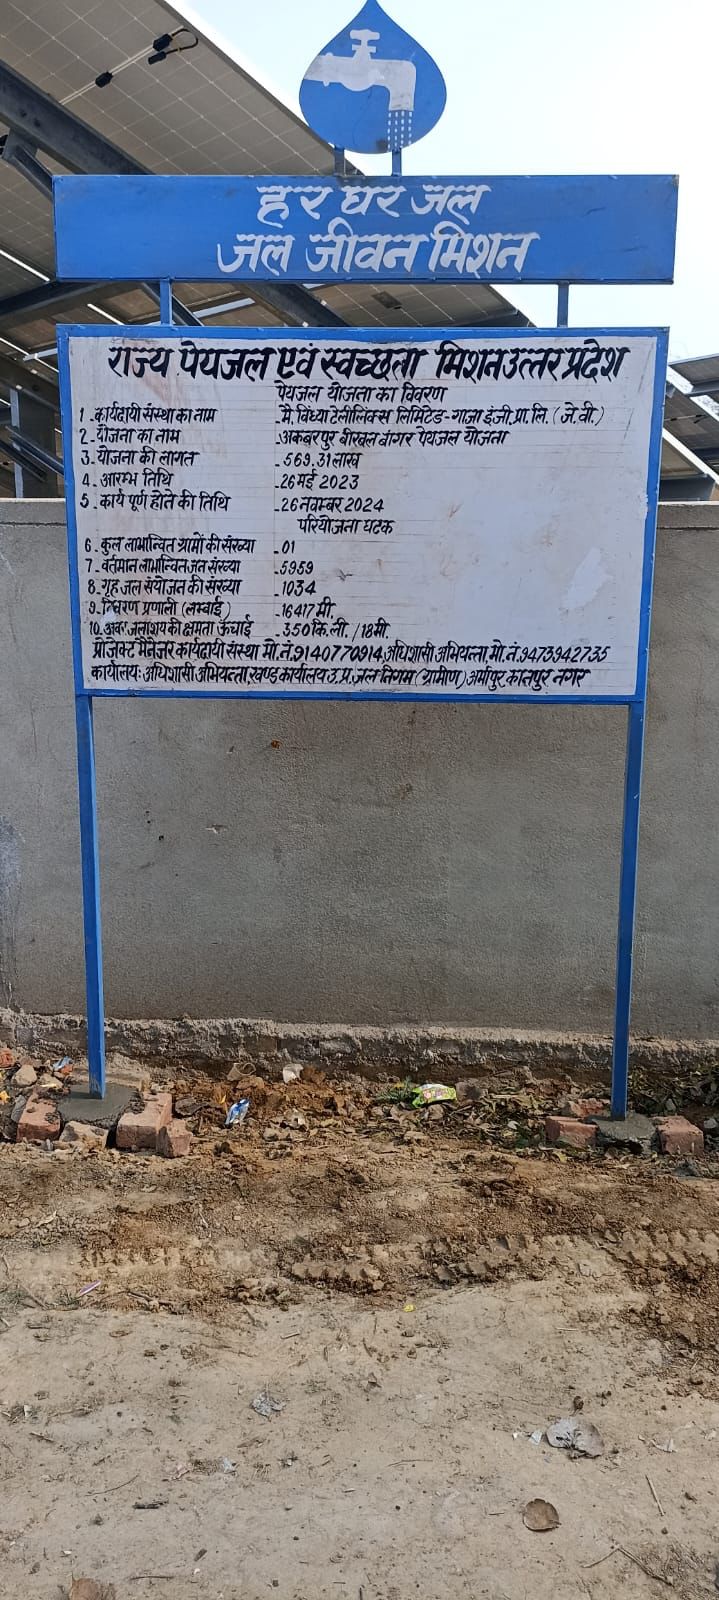 हर घर जल
जल जीवन मिशन
राज्य पेयजल एवं स्वच्छता मिशन उत्तर प्रदेश
पेयजल योजना का विवरण
1. कार्यदायी संस्था का नाम - मै. विंध्या टेलीलिंक्स लिमिटेड-गाजा इंजी.प्रा.लि. (जे.वी.)
2. योजना का नाम - अकबरपुर बीरबल बांगर पेयजल योजना
3. योजना की लागत - 569.31 लाख
4. आरम्भ तिथि - 26 मई 2023
5. कार्य पूर्ण होने की तिथि - 26 नवम्बर 2024
परियोजना घटक
6. कुल लाभान्वित ग्रामों की संख्या - 01
7. वर्तमान लाभान्वित जन संख्या - 5959
8. गृह जल संयोजन की संख्या - 1034
9. वितरण प्रणाली (लम्बाई) - 16417 मी.
10. अवर जलाशय की क्षमता ऊंचाई - 350 कि.ली. / 18 मी.
प्रोजेक्ट मैनेजर कार्यदायी संस्था मो.नं. 9140770914 अधिशासी अभियन्ता, मो.नं. 9473942735
कार्यालय: अधिशासी अभियन्ता, खण्ड कार्यालय उ.प्र. जल निगम (ग्रामीण) अर्मापुर, कानपुर नगर